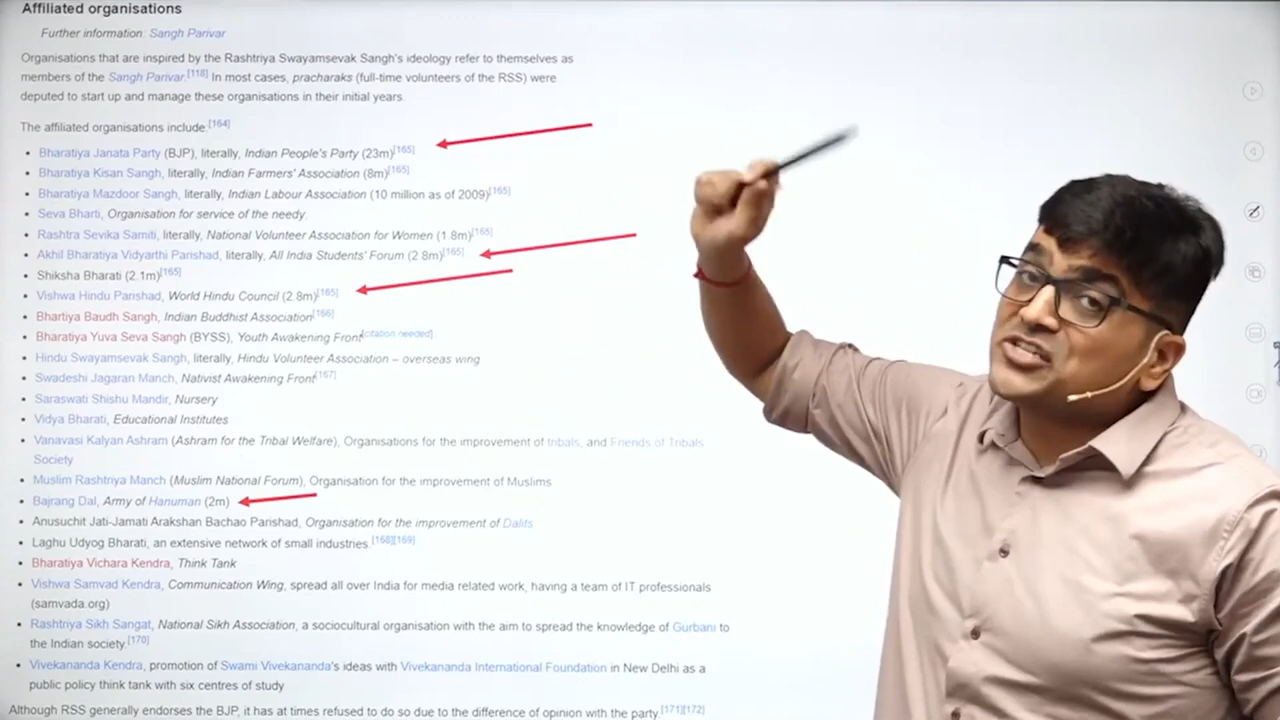 Affiliated organisations
Further information: Sangh Parivar
Organisations that are inspired by the Rashtriya Swayamsevak Sangh's ideology refer to themselves as
members of the Sangh Parivar.[118] In most cases, pracharaks (full-time volunteers of the RSS) were
deputed to start up and manage these organisations in their initial years.
The affiliated organisations include:[164]
• Bharatiya Janata Party (BJP), literally, Indian People's Party (23m)[165]
• Bharatiya Kisan Sangh, literally, Indian Farmers' Association (8m)[165]
• Bharatiya Mazdoor Sangh, literally, Indian Labour Association (10 million as of 2009)[165]
• Seva Bharti, Organisation for service of the needy.
• Rashtra Sevika Samiti, literally, National Volunteer Association for Women (1.8m)[165]
• Akhil Bharatiya Vidyarthi Parishad, literally, All India Students' Forum (2.8m)[165]
• Shiksha Bharati (2.1m)[165]
• Vishwa Hindu Parishad, World Hindu Council (2.8m)[165]
• Bhartiya Baudh Sangh, Indian Buddhist Association[166]
• Bharatiya Yuva Seva Sangh (BYSS), Youth Awakening Front[citation needed]
• Hindu Swayamsevak Sangh, literally, Hindu Volunteer Association – overseas wing
• Swadeshi Jagaran Manch, Nativist Awakening Front[167]
• Saraswati Shishu Mandir, Nursery
• Vidya Bharati, Educational Institutes
• Vanavasi Kalyan Ashram (Ashram for the Tribal Welfare), Organisations for the improvement of tribals, and Friends of Tribals
Society
• Muslim Rashtriya Manch (Muslim National Forum), Organisation for the improvement of Muslims
• Bajrang Dal, Army of Hanuman (2m)
• Anusuchit Jati-Jamati Arakshan Bachao Parishad, Organisation for the improvement of Dalits
• Laghu Udyog Bharati, an extensive network of small industries.[168][169]
• Bharatiya Vichara Kendra, Think Tank
• Vishwa Samvad Kendra, Communication Wing, spread all over India for media related work, having a team of IT professionals
(samvada.org)
• Rashtriya Sikh Sangat, National Sikh Association, a sociocultural organisation with the aim to spread the knowledge of Gurbani to
the Indian society.[170]
• Vivekananda Kendra, promotion of Swami Vivekananda's ideas with Vivekananda International Foundation in New Delhi as a
public policy think tank with six centres of study
Although RSS generally endorses the BJP, it has at times refused to do so due to the difference of opinion with the party.[171][172]